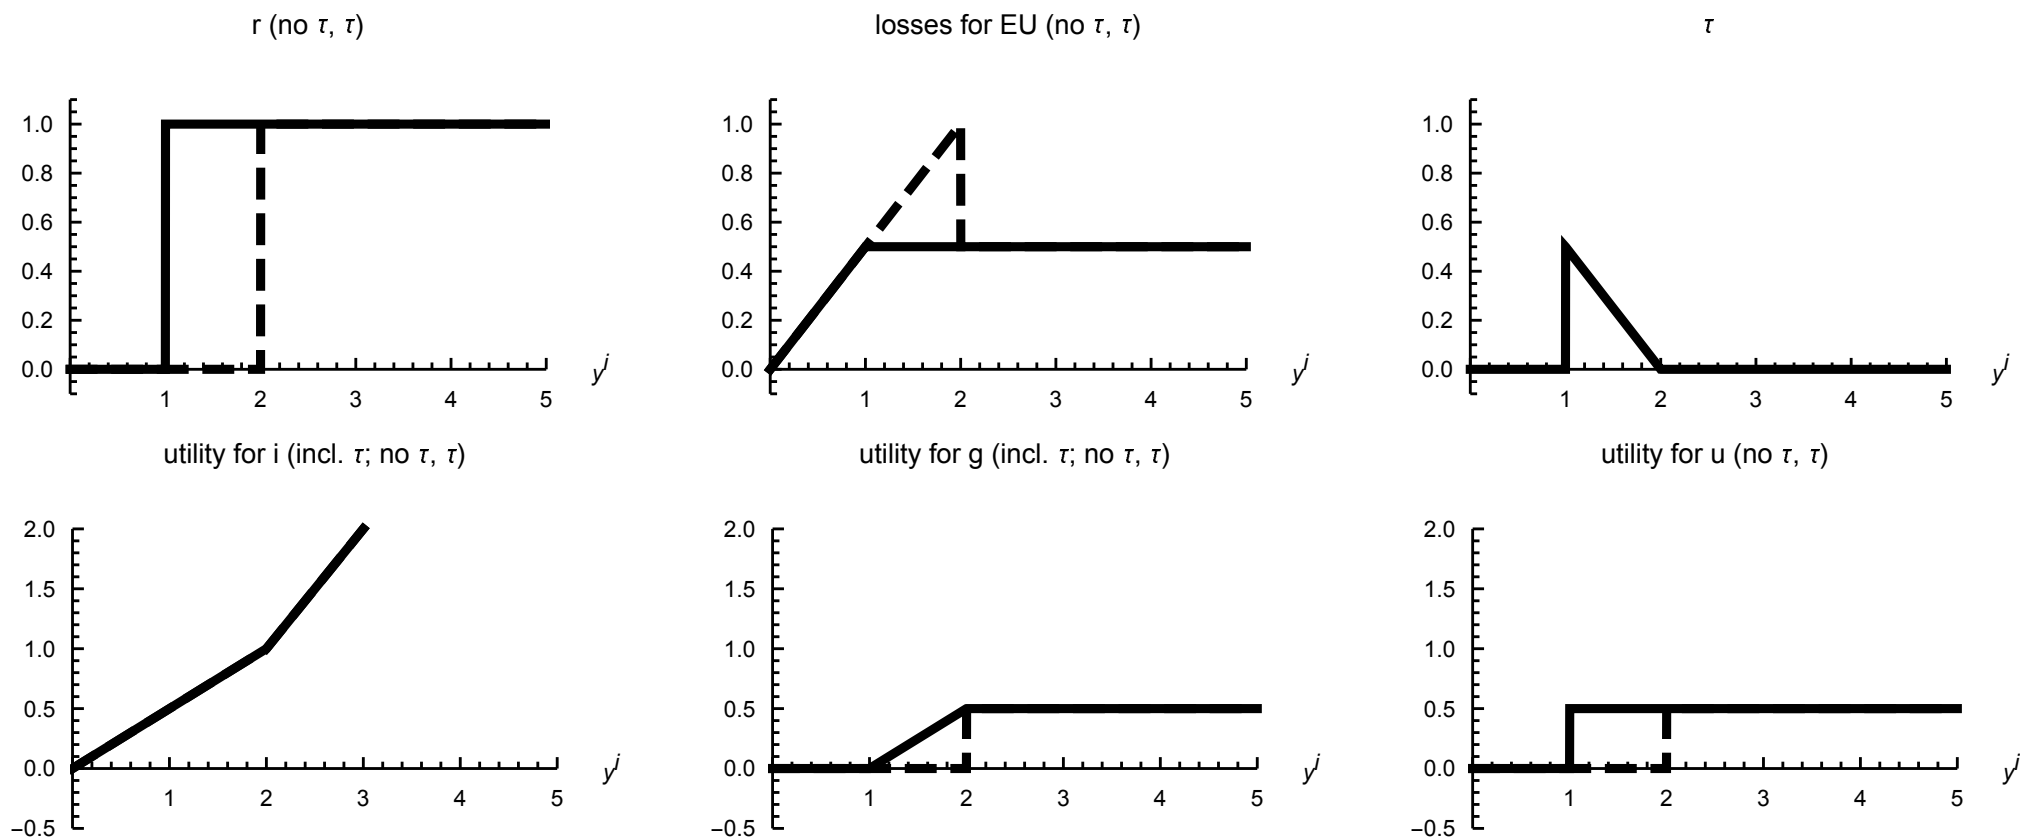 r (no τ, τ)
losses for EU (no τ, τ)
τ
1.0
0.8
0.6
0.4
0.2
0.0
1 2 3 4 5
y^i
1.0
0.8
0.6
0.4
0.2
0.0
1 2 3 4 5
y^i
1.0
0.8
0.6
0.4
0.2
0.0
1 2 3 4 5
y^i
utility for i (incl. τ; no τ, τ)
utility for g (incl. τ; no τ, τ)
utility for u (no τ, τ)
2.0
1.5
1.0
0.5
0.0
−0.5
1 2 3 4 5
y^i
2.0
1.5
1.0
0.5
0.0
−0.5
1 2 3 4 5
y^i
2.0
1.5
1.0
0.5
0.0
−0.5
1 2 3 4 5
y^i